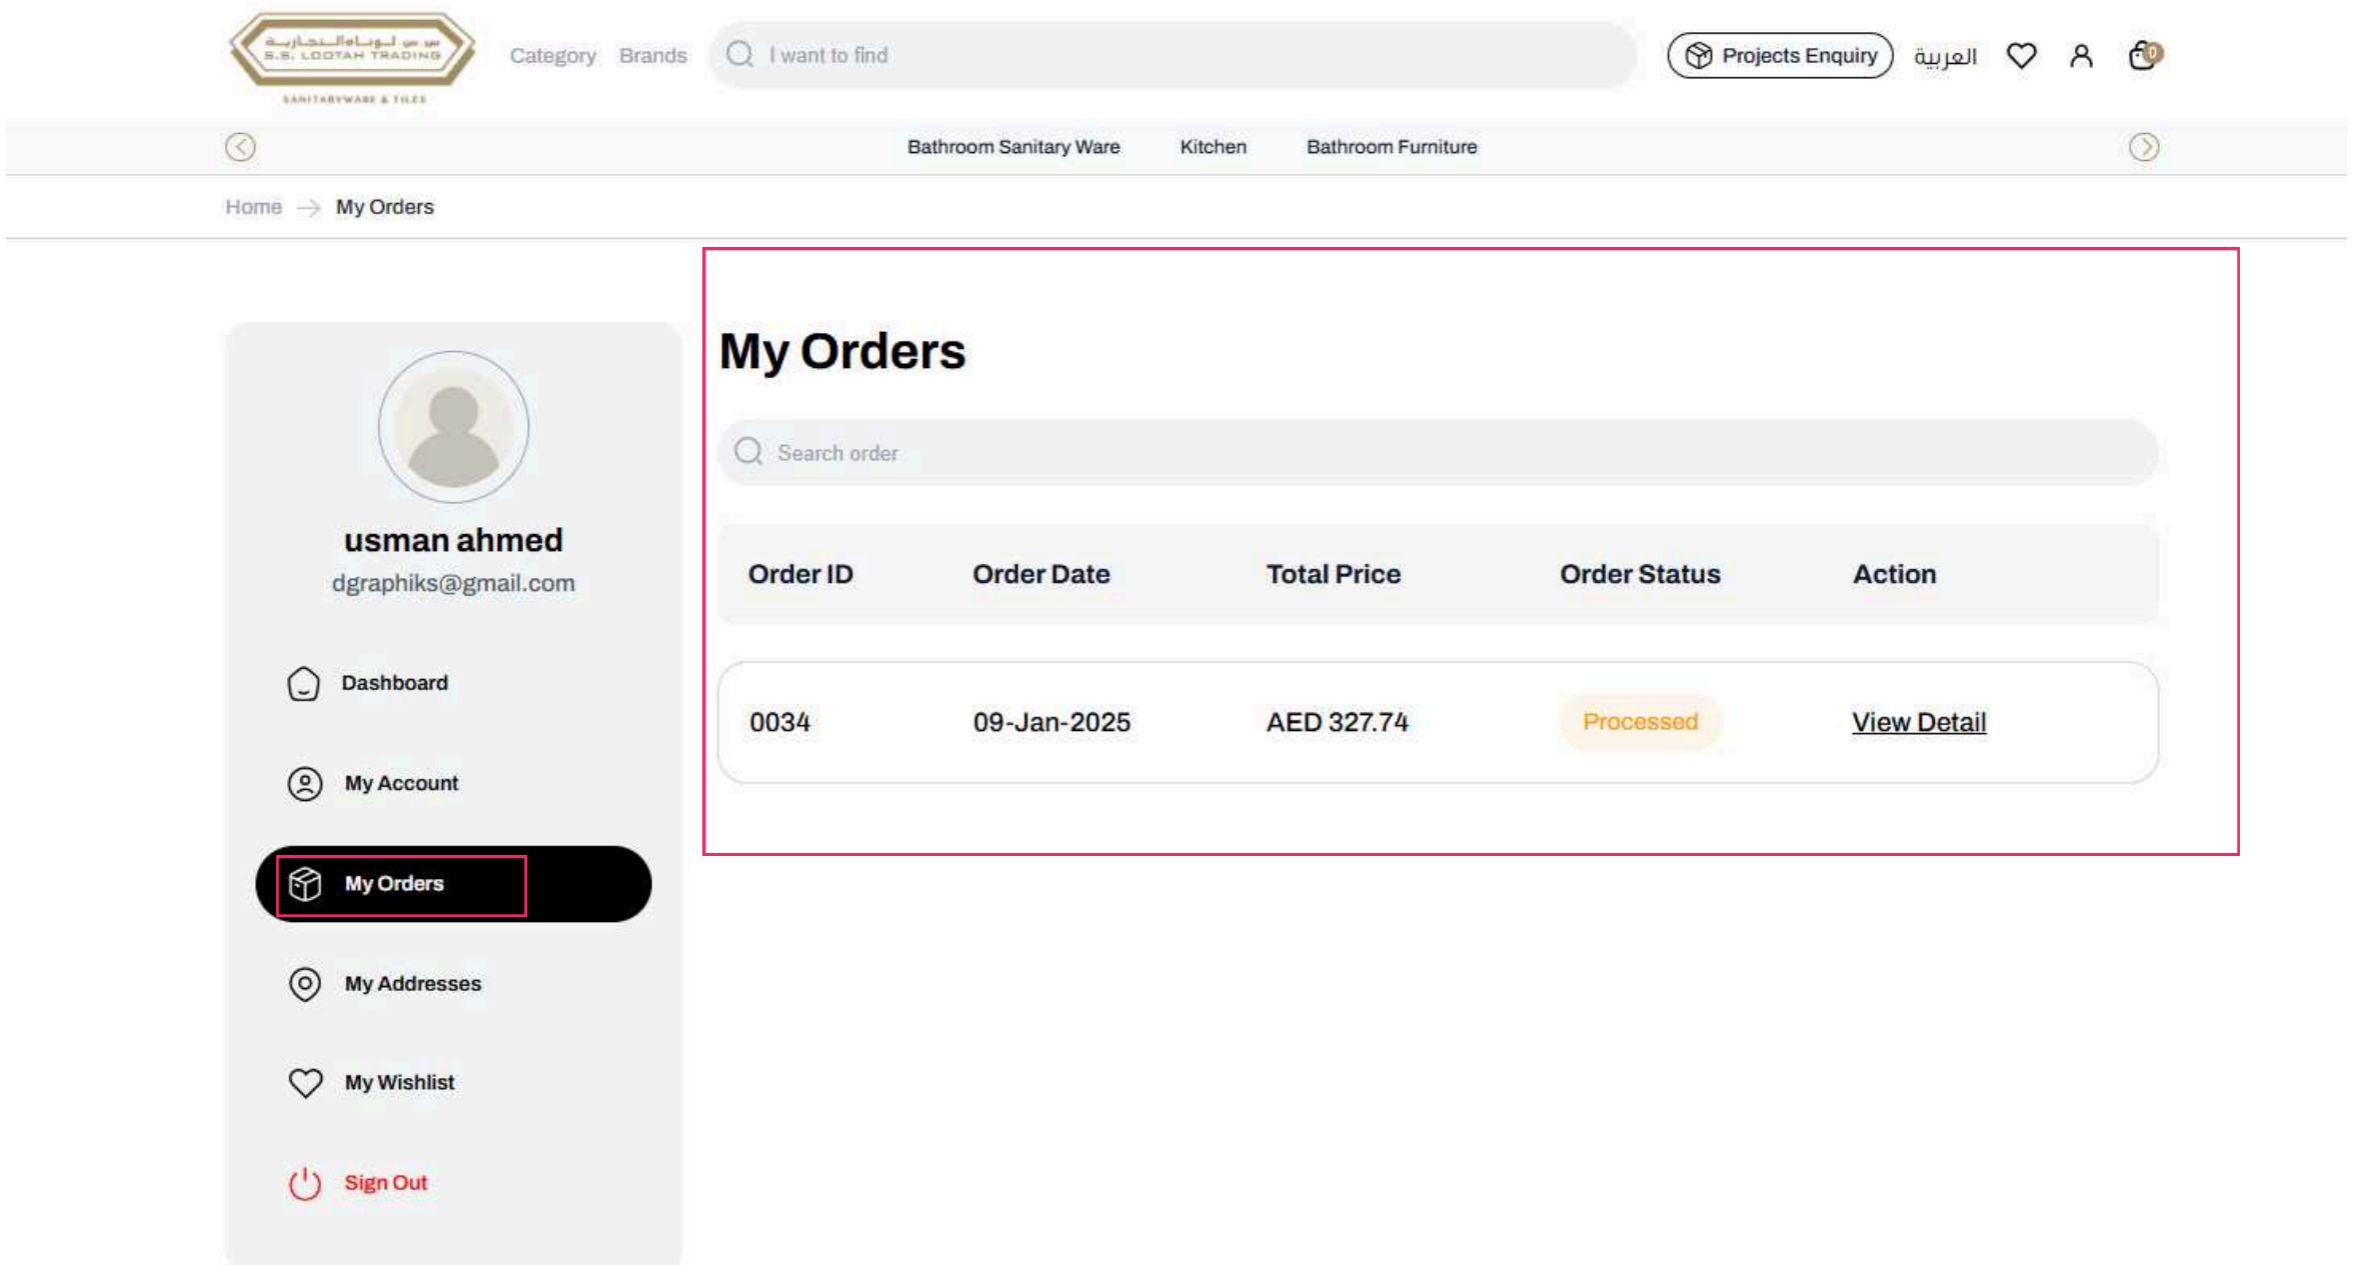 س.س. لـوتـاه الـتـجـاريـة
S.S. LOOTAH TRADING
SANITARYWARE & TILES
Category Brands I want to find Projects Enquiry العربية 0
Bathroom Sanitary Ware Kitchen Bathroom Furniture
Home My Orders
usman ahmed
dgraphiks@gmail.com
Dashboard
My Account
My Orders
My Addresses
My Wishlist
Sign Out
My Orders
Search order
Order ID Order Date Total Price Order Status Action
0034 09-Jan-2025 AED 327.74 Processed View Detail